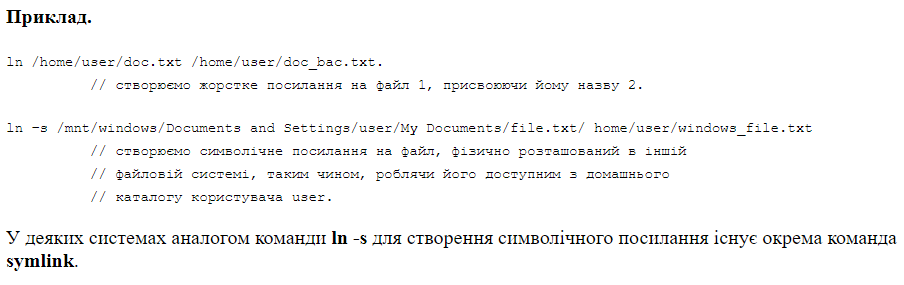 Приклад.
ln /home/user/doc.txt /home/user/doc_bac.txt.
// створюємо жорстке посилання на файл 1, присвоюючи йому назву 2.
ln -s /mnt/windows/Documents and Settings/user/My Documents/file.txt/ home/user/windows_file.txt
// створюємо символічне посилання на файл, фізично розташований в іншій
// файловій системі, таким чином, роблячи його доступним з домашнього
// каталогу користувача user.
У деяких системах аналогом команди ln -s для створення символічного посилання існує окрема команда
symlink.